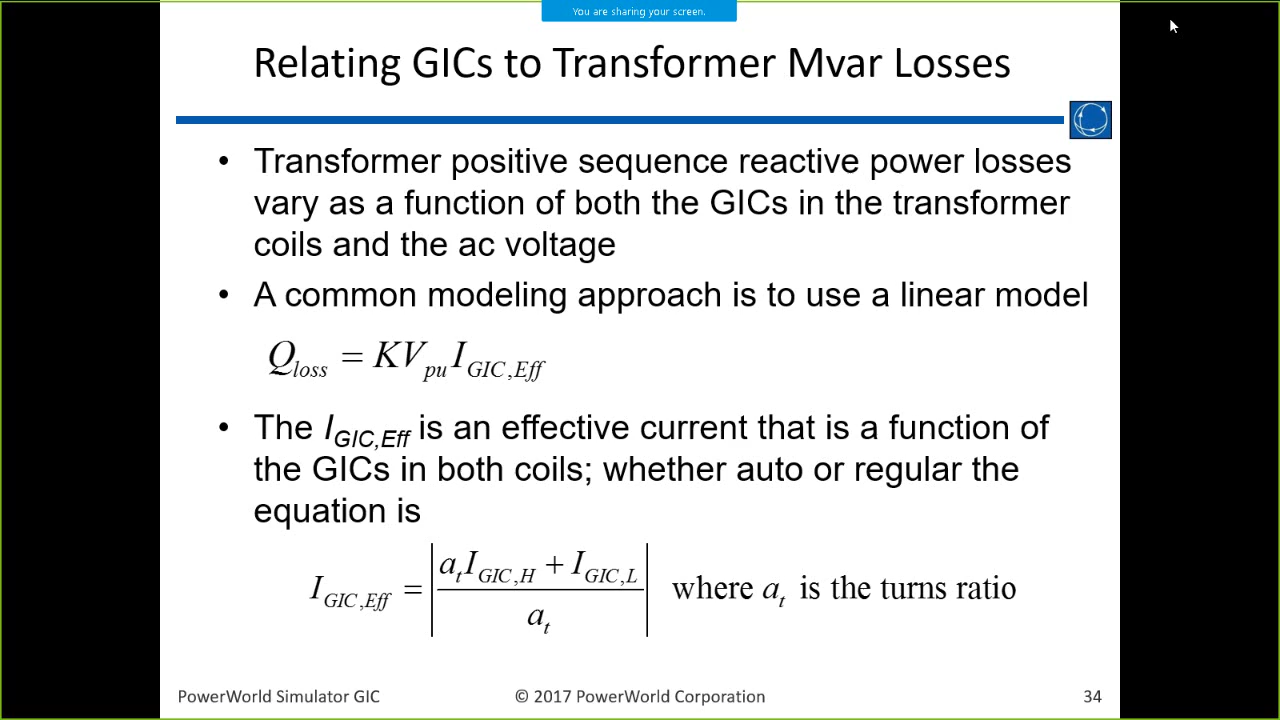 You are sharing your screen.
Relating GICs to Transformer Mvar Losses
• Transformer positive sequence reactive power losses
vary as a function of both the GICs in the transformer
coils and the ac voltage
• A common modeling approach is to use a linear model
Q_loss = KV_pu I_GIC,Eff
• The I_GIC,Eff is an effective current that is a function of
the GICs in both coils; whether auto or regular the
equation is
I_GIC,Eff = |(a_t I_GIC,H + I_GIC,L) / a_t| where a_t is the turns ratio
PowerWorld Simulator GIC © 2017 PowerWorld Corporation 34